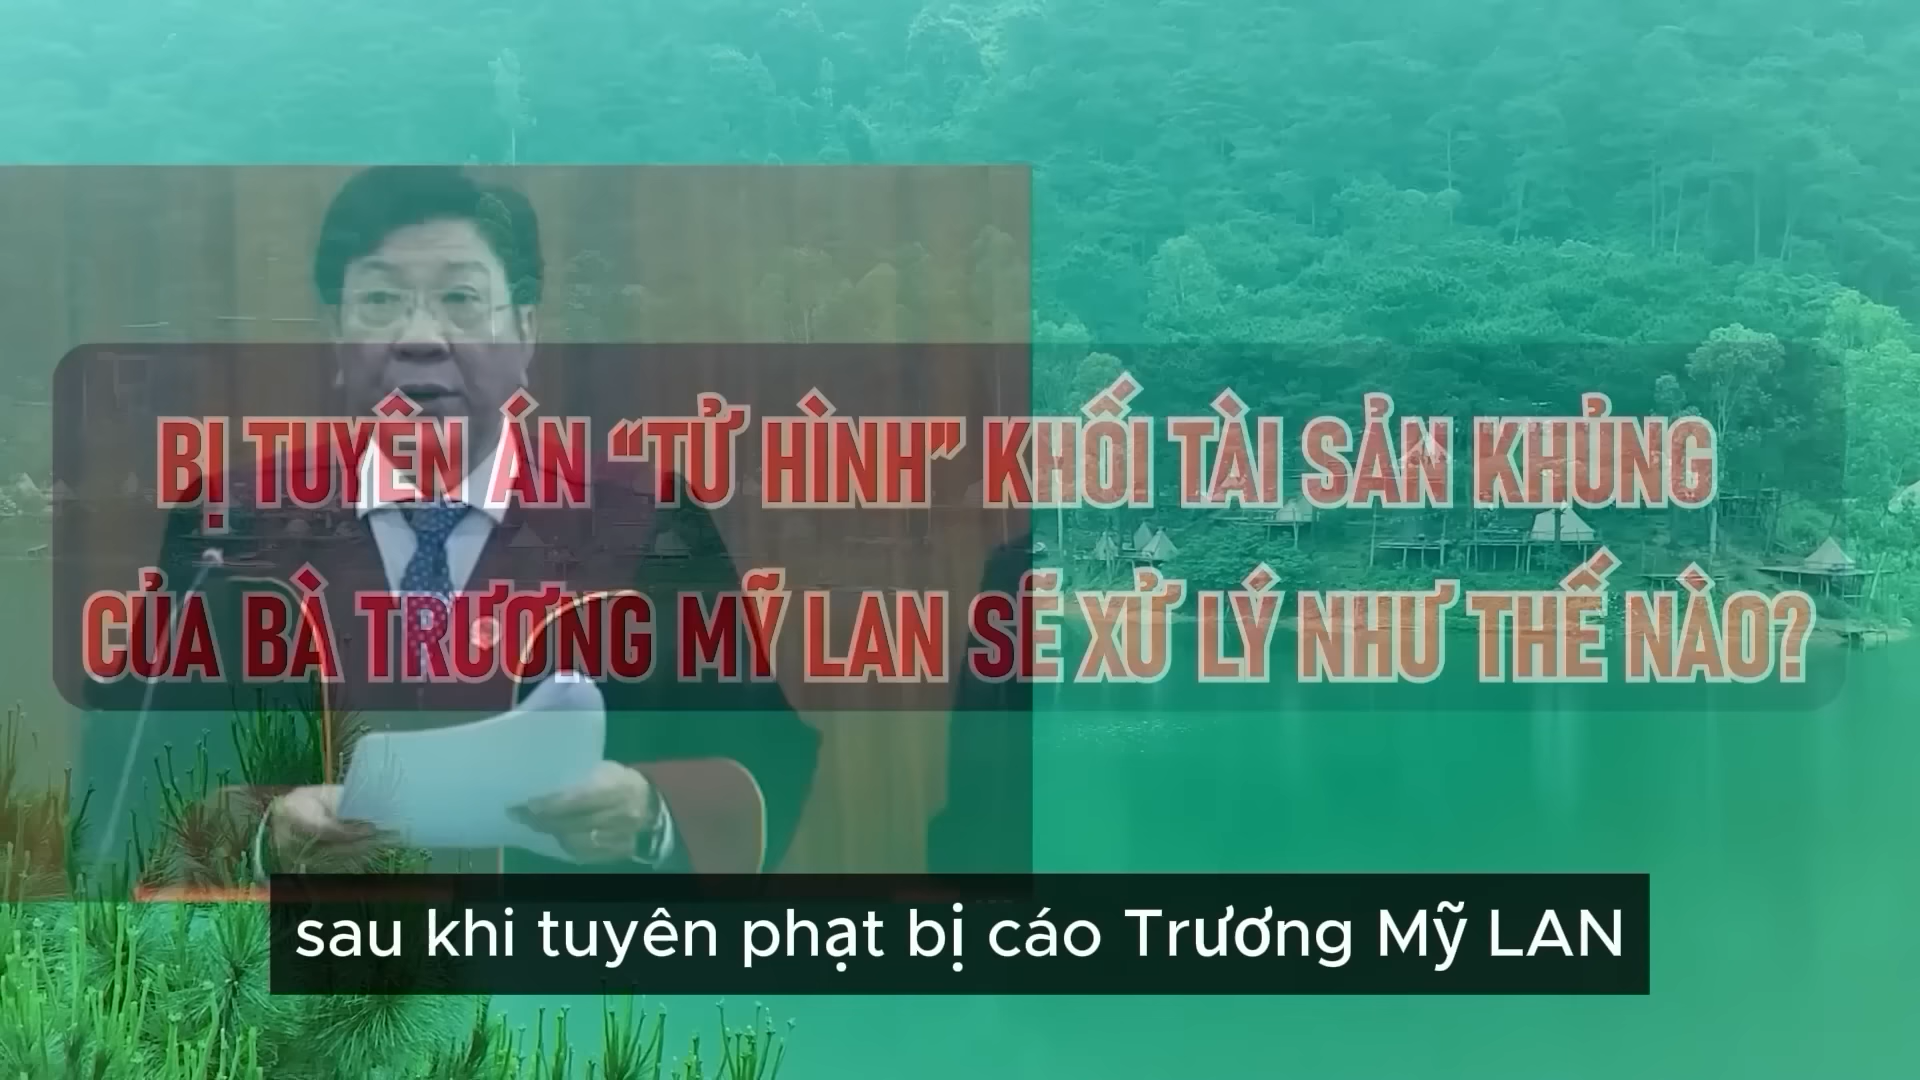 BỊ TUYÊN ÁN “TỬ HÌNH” KHỐI TÀI SẢN KHỦNG
CỦA BÀ TRƯƠNG MỸ LAN SẼ XỬ LÝ NHƯ THẾ NÀO?
sau khi tuyên phạt bị cáo Trương Mỹ LAN